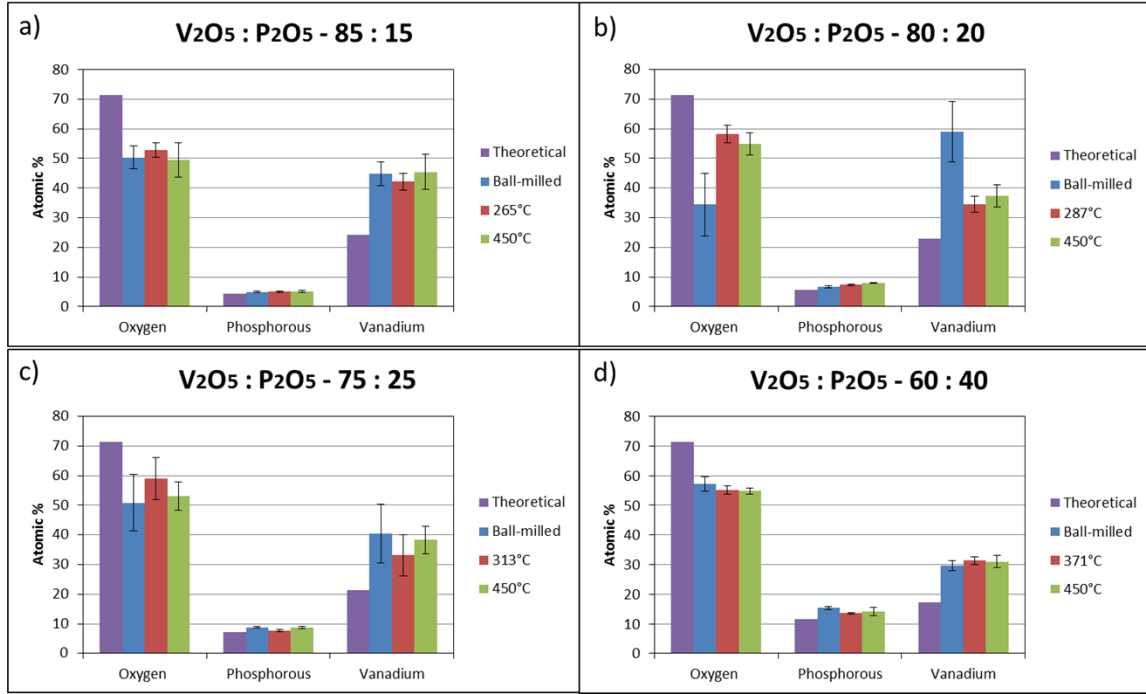 a)
V2O5 : P2O5 - 85 : 15
80
70
60
50
40
30
20
10
0
Atomic %
Oxygen Phosphorous Vanadium
Theoretical
Ball-milled
265°C
450°C
b)
V2O5 : P2O5 - 80 : 20
80
70
60
50
40
30
20
10
0
Atomic %
Oxygen Phosphorous Vanadium
Theoretical
Ball-milled
287°C
450°C
c)
V2O5 : P2O5 - 75 : 25
80
70
60
50
40
30
20
10
0
Atomic %
Oxygen Phosphorous Vanadium
Theoretical
Ball-milled
313°C
450°C
d)
V2O5 : P2O5 - 60 : 40
80
70
60
50
40
30
20
10
0
Atomic %
Oxygen Phosphorous Vanadium
Theoretical
Ball-milled
371°C
450°C